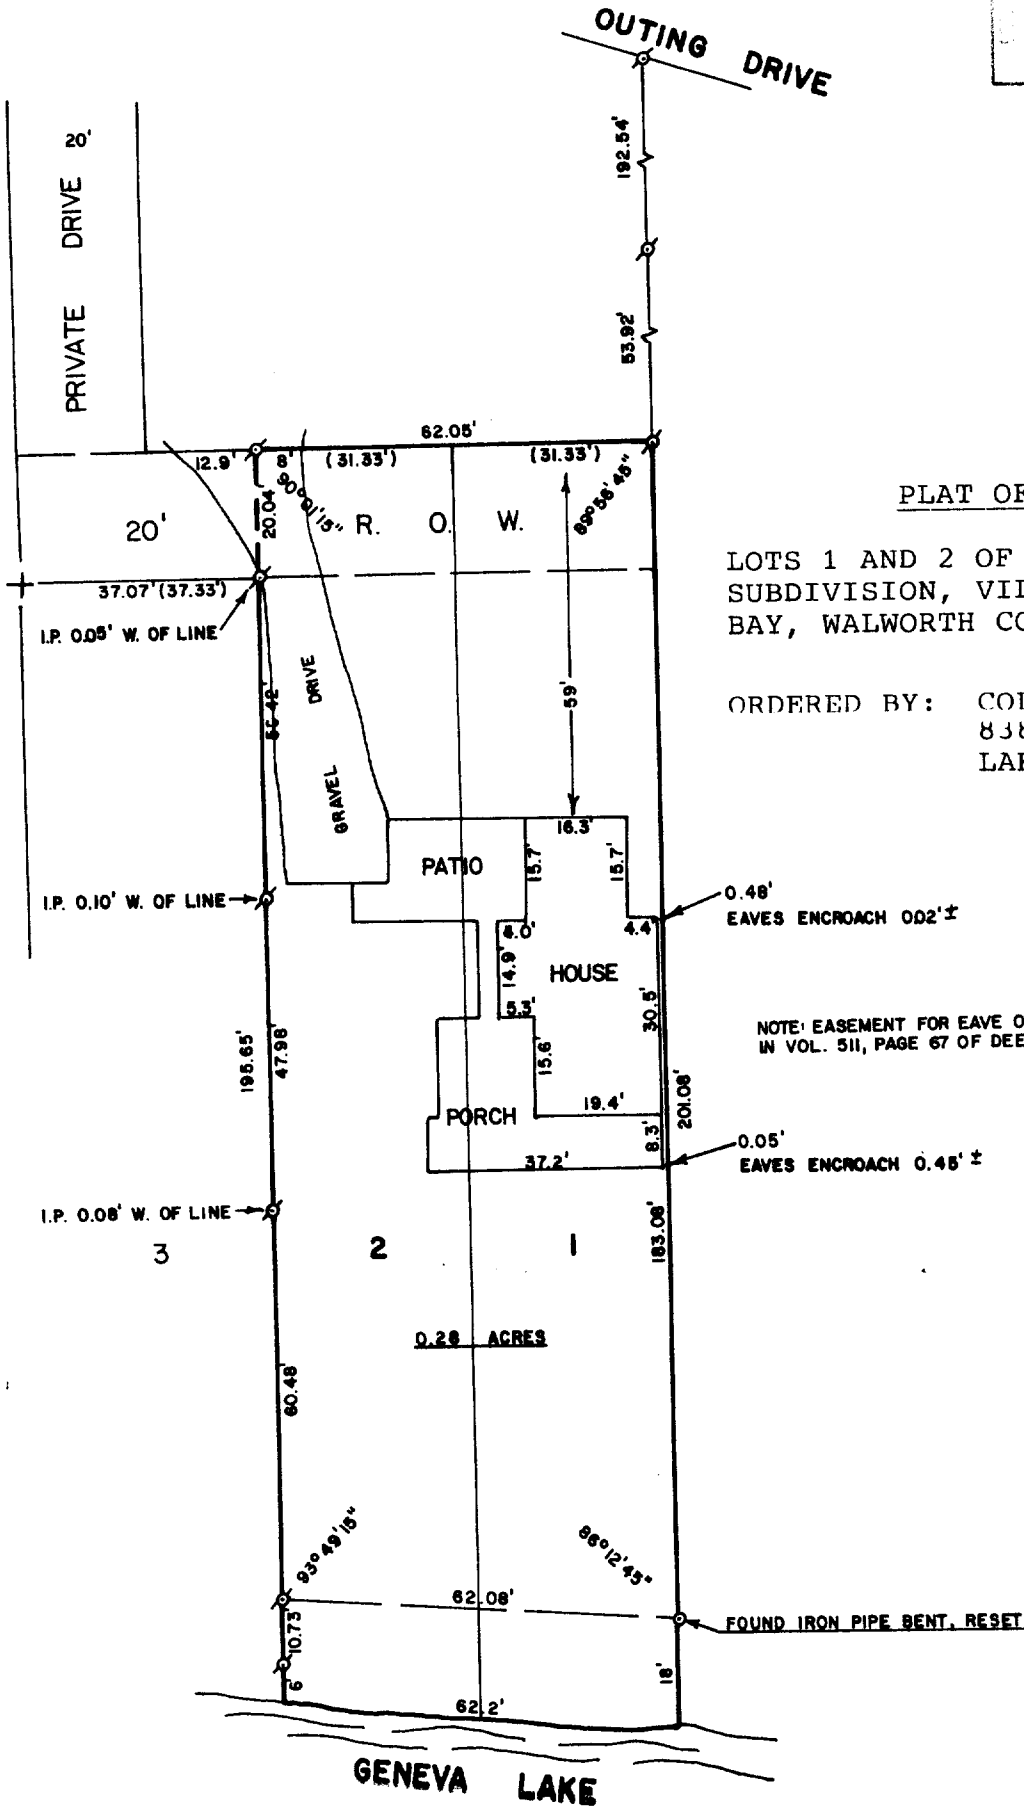 OUTING DRIVE
192.54'
20'
PRIVATE DRIVE
53.92'
62.05'
12.9'
8'
(31.33')
(31.33')
90°01'15"
89°56'45"
20.04
20'
R. O. W.
PLAT OF
LOTS 1 AND 2 OF
SUBDIVISION,
BAY, WALWORTH CO
37.07' (37.33')
I.P. 0.05' W. OF LINE
59'
GRAVEL DRIVE
ORDERED BY:
838
16.3'
PATIO
15.7'
15.7'
I.P. 0.10' W. OF LINE
0.48'
EAVES ENCROACH 0.02'±
4.4'
14.9'
HOUSE
5.3'
30.5'
NOTE: EASEMENT FOR EAVE
IN VOL. 511, PAGE 67 OF
195.65'
47.98'
15.6'
19.4'
201.08'
PORCH
8.3'
0.05'
EAVES ENCROACH 0.45'±
37.2'
I.P. 0.08' W. OF LINE
183.08'
3
2
1
0.28 ACRES
60.48'
93°49'15"
86°12'45"
62.08'
10.73'
FOUND IRON PIPE BENT, RESET
6'
18'
62.2'
GENEVA LAKE